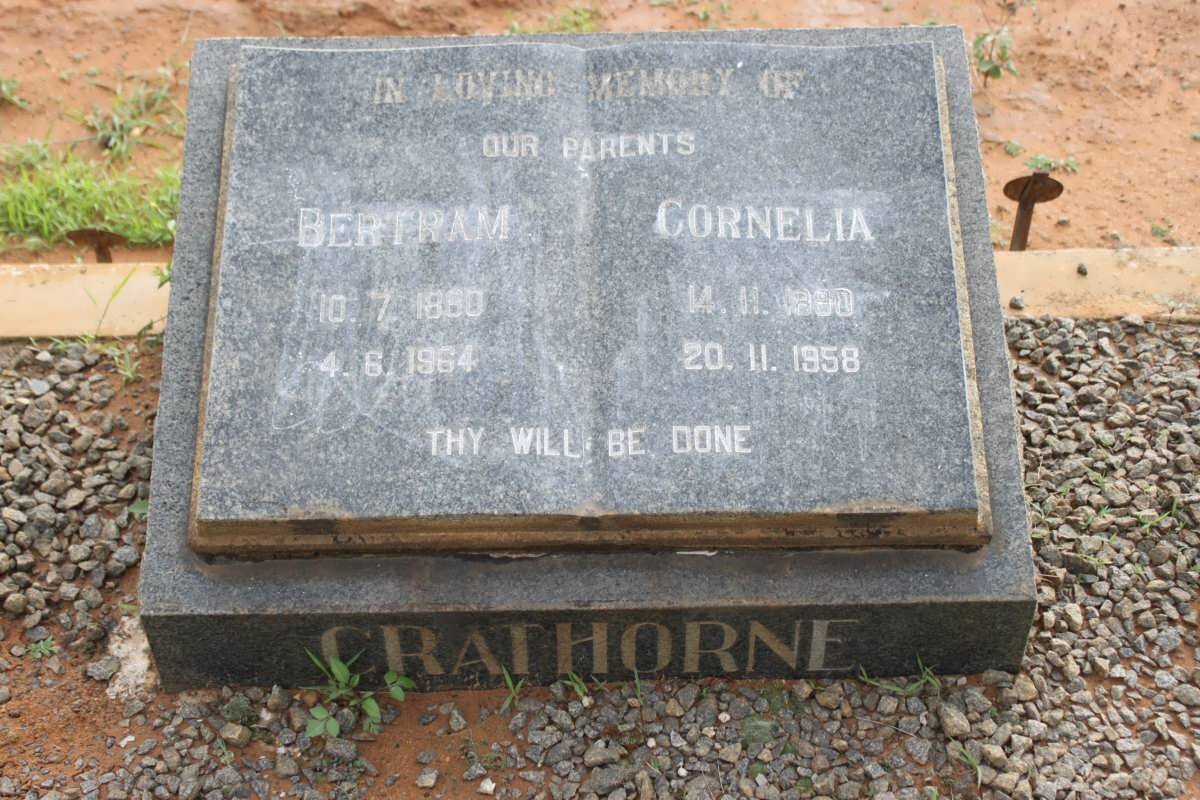 IN LOVING MEMORY OF
OUR PARENTS
BERTRAM CORNELIA
10. 7. 1880 14. 11. 1890
4. 6. 1964 20. 11. 1958
THY WILL BE DONE
CRATHORNE